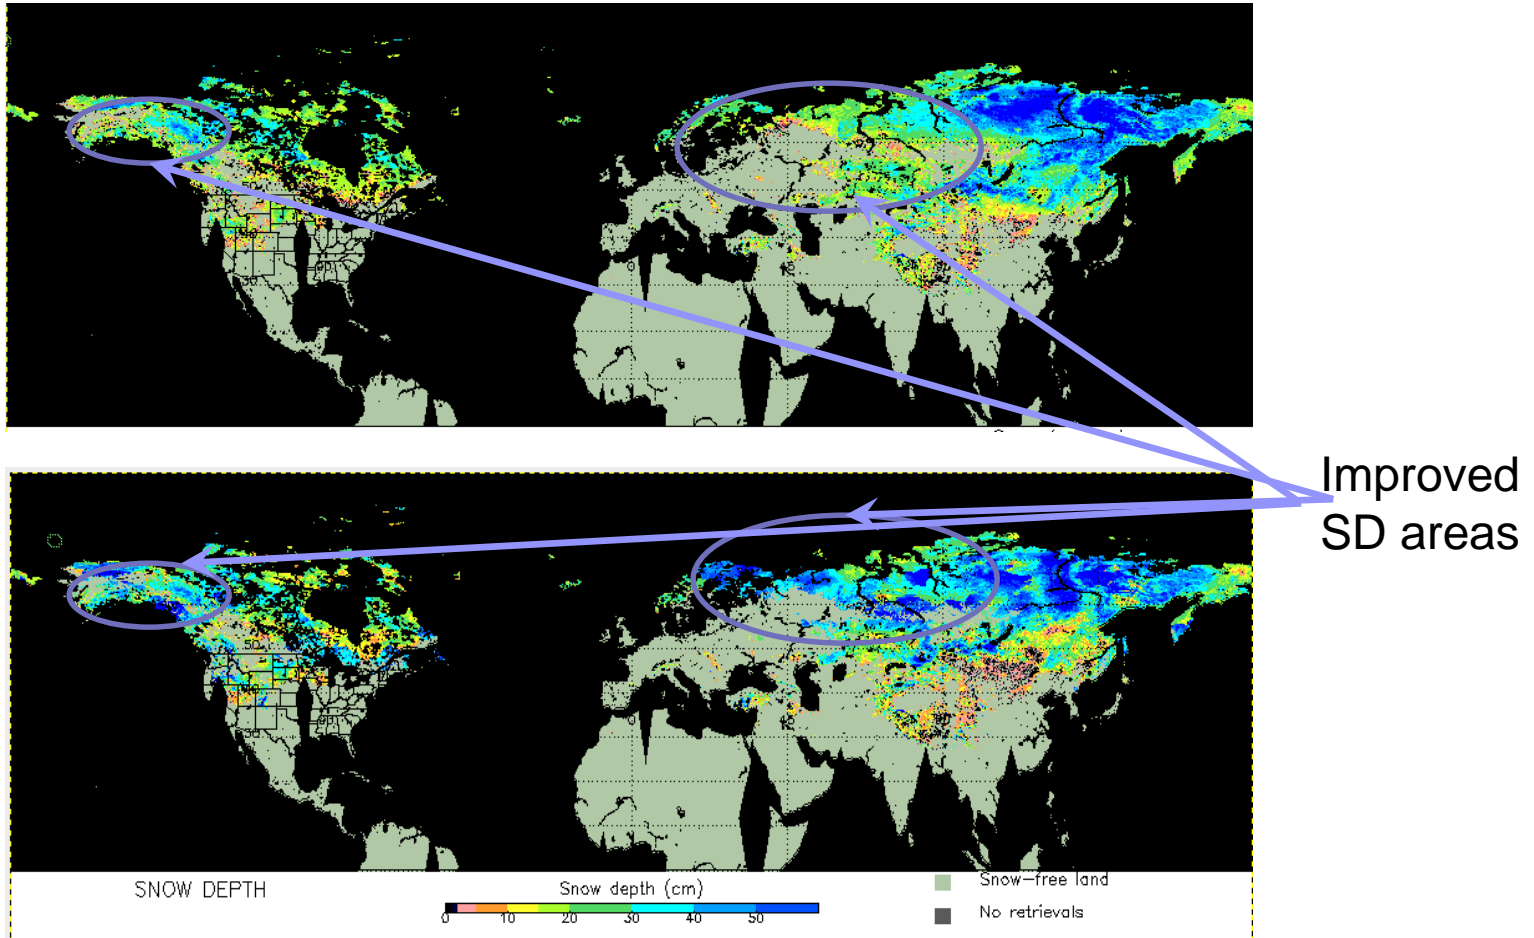 Improved
SD areas
SNOW DEPTH
Snow depth (cm)
0 10 20 30 40 50
Snow-free land
No retrievals